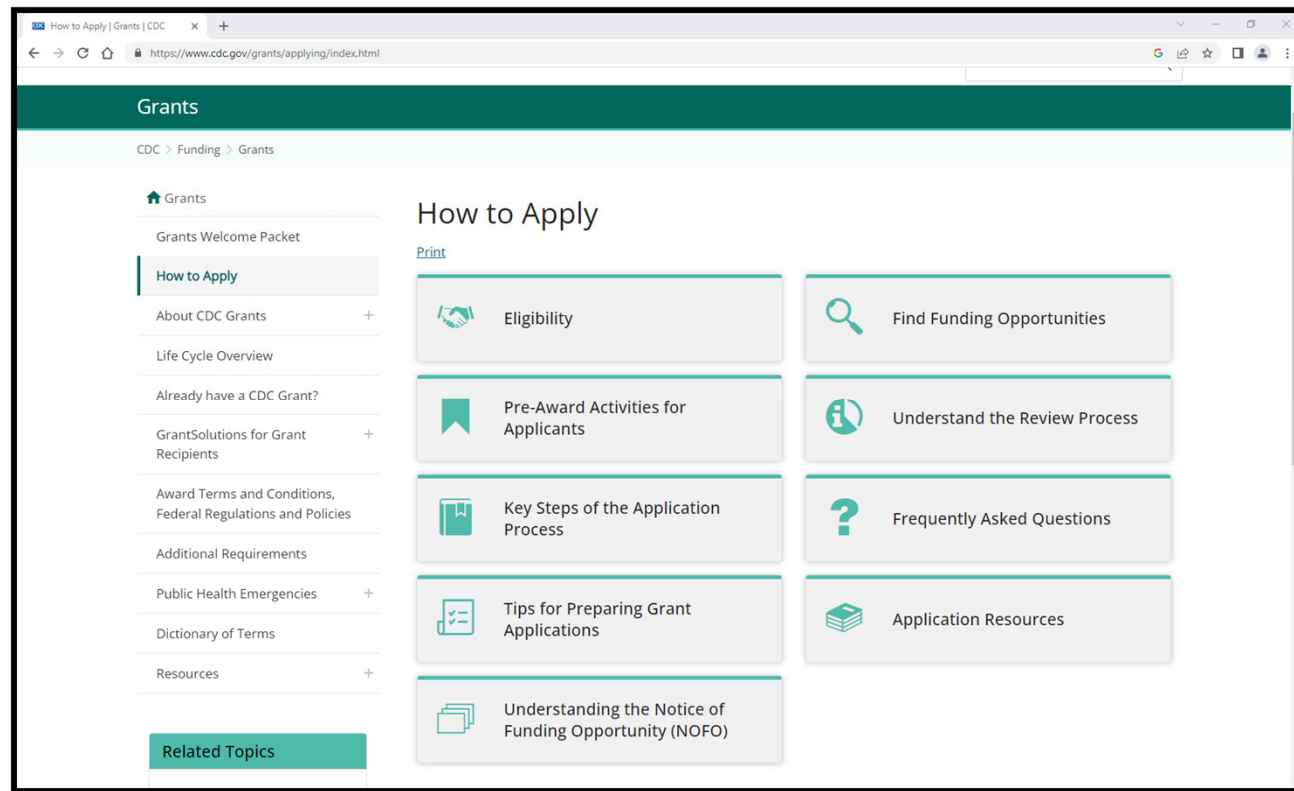 CDC How to Apply | Grants | CDC
https://www.cdc.gov/grants/applying/index.html
Grants
CDC > Funding > Grants
Grants
Grants Welcome Packet
How to Apply
About CDC Grants
Life Cycle Overview
Already have a CDC Grant?
GrantSolutions for Grant
Recipients
Award Terms and Conditions,
Federal Regulations and Policies
Additional Requirements
Public Health Emergencies
Dictionary of Terms
Resources
Related Topics
How to Apply
Print
Eligibility
Find Funding Opportunities
Pre-Award Activities for
Applicants
Understand the Review Process
Key Steps of the Application
Process
Frequently Asked Questions
Tips for Preparing Grant
Applications
Application Resources
Understanding the Notice of
Funding Opportunity (NOFO)